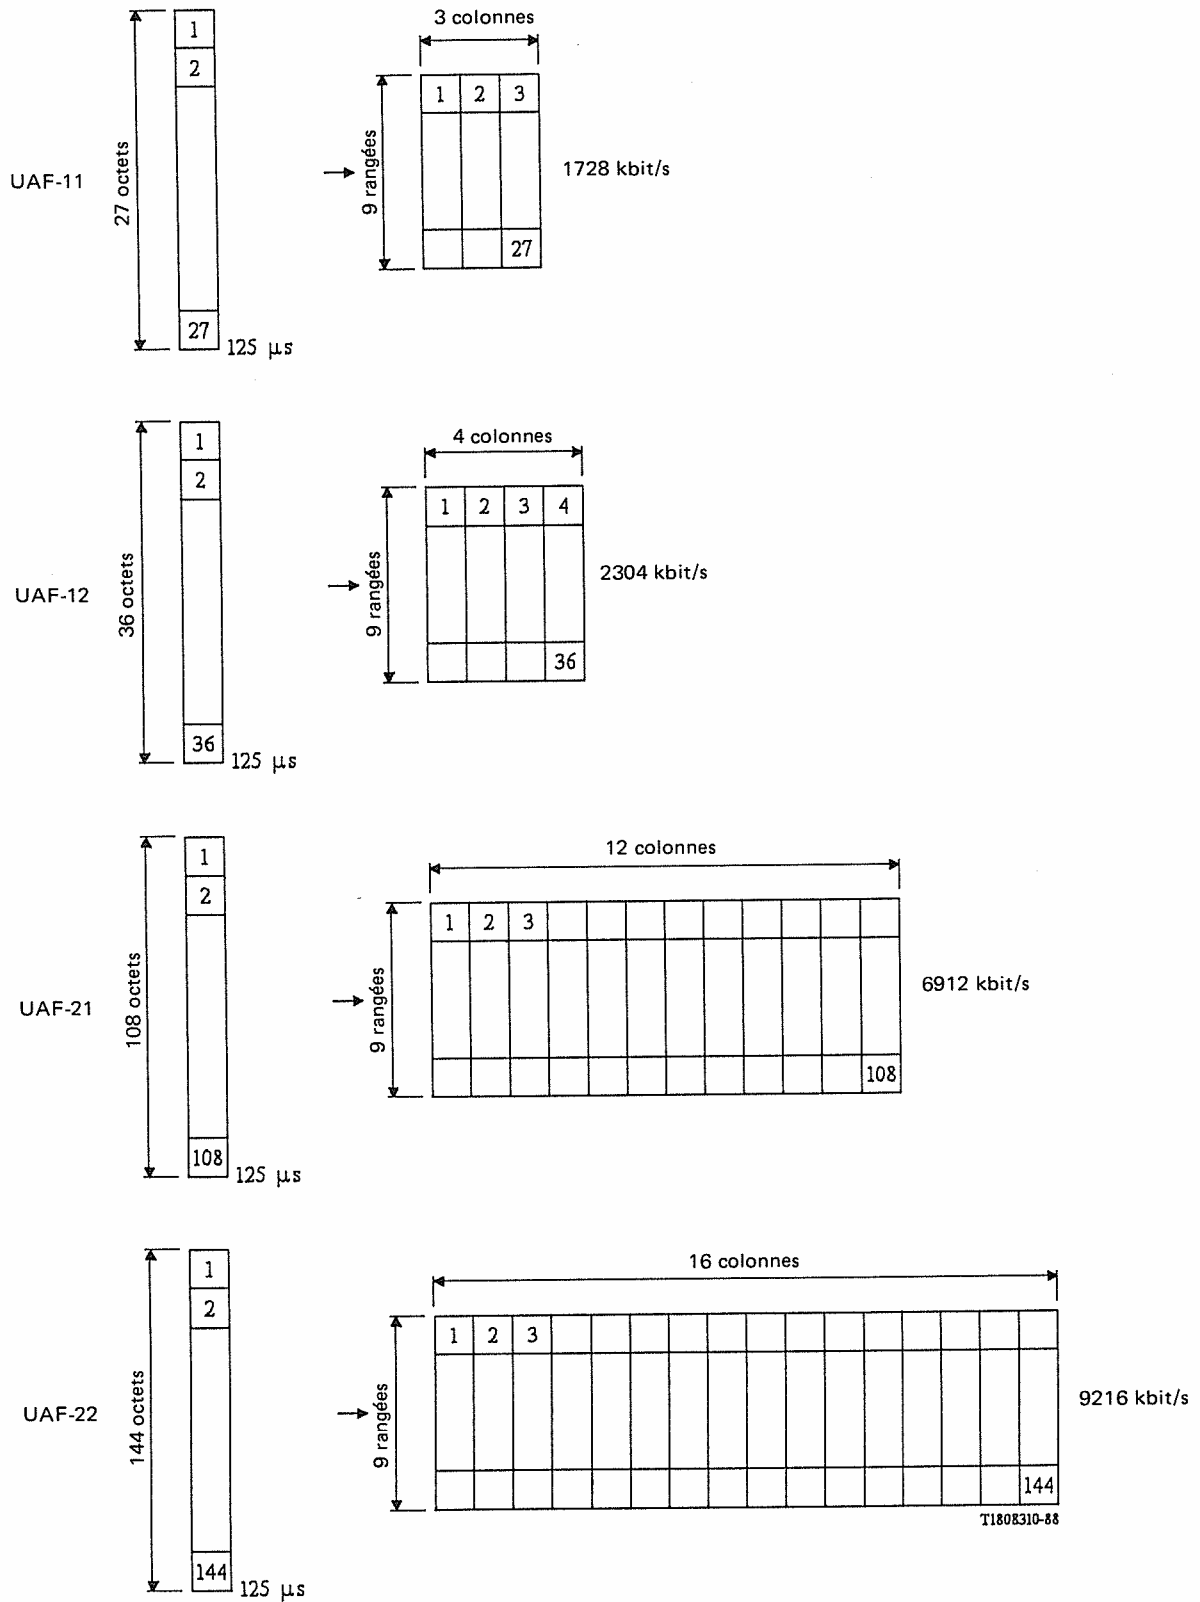 UAF-11
27 octets
1
2
27
125 μs
3 colonnes
9 rangées
1 2 3
27
1728 kbit/s
UAF-12
36 octets
1
2
36
125 μs
4 colonnes
9 rangées
1 2 3 4
36
2304 kbit/s
UAF-21
108 octets
1
2
108
125 μs
12 colonnes
9 rangées
1 2 3
108
6912 kbit/s
UAF-22
144 octets
1
2
144
125 μs
16 colonnes
9 rangées
1 2 3
144
9216 kbit/s
T1808310-88